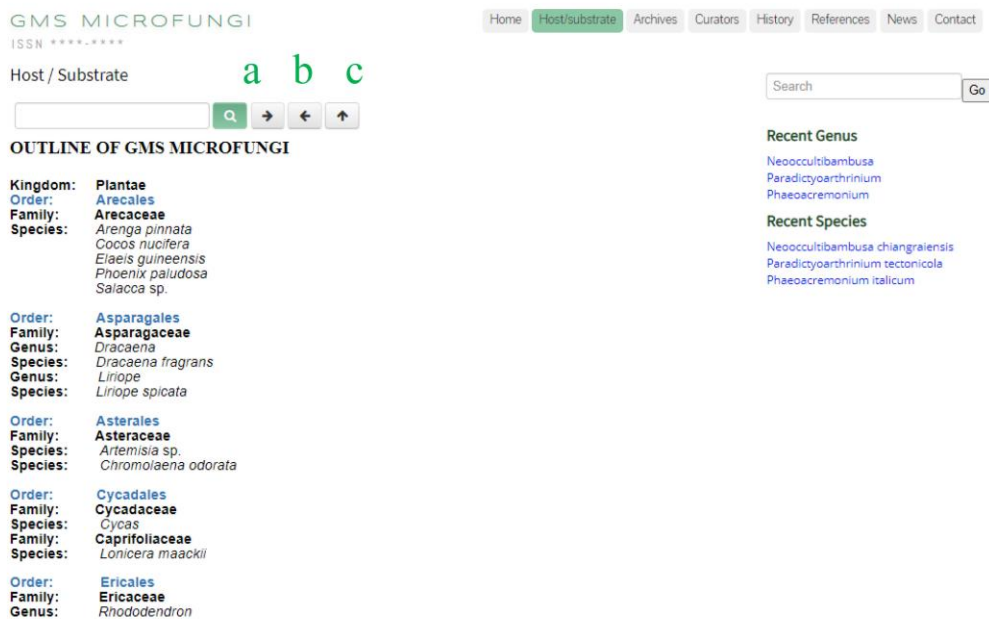 GMS MICROFUNGI
ISSN ****-****
Home Host/substrate Archives Curators History References News Contact
Host / Substrate
a b c
Search Go
OUTLINE OF GMS MICROFUNGI
Kingdom: Plantae
Order: Arecales
Family: Arecaceae
Species: Arenga pinnata
Cocos nucifera
Elaeis guineensis
Phoenix paludosa
Salacca sp.
Order: Asparagales
Family: Asparagaceae
Genus: Dracaena
Species: Dracaena fragrans
Genus: Liriope
Species: Liriope spicata
Order: Asterales
Family: Asteraceae
Species: Artemisia sp.
Species: Chromolaena odorata
Order: Cycadales
Family: Cycadaceae
Species: Cycas
Family: Caprifoliaceae
Species: Lonicera maackii
Order: Ericales
Family: Ericaceae
Genus: Rhododendron
Recent Genus
Neooccultibambusa
Paradictyoarthrinium
Phaeoacremonium
Recent Species
Neooccultibambusa chiangraiensis
Paradictyoarthrinium tectonicola
Phaeoacremonium italicum